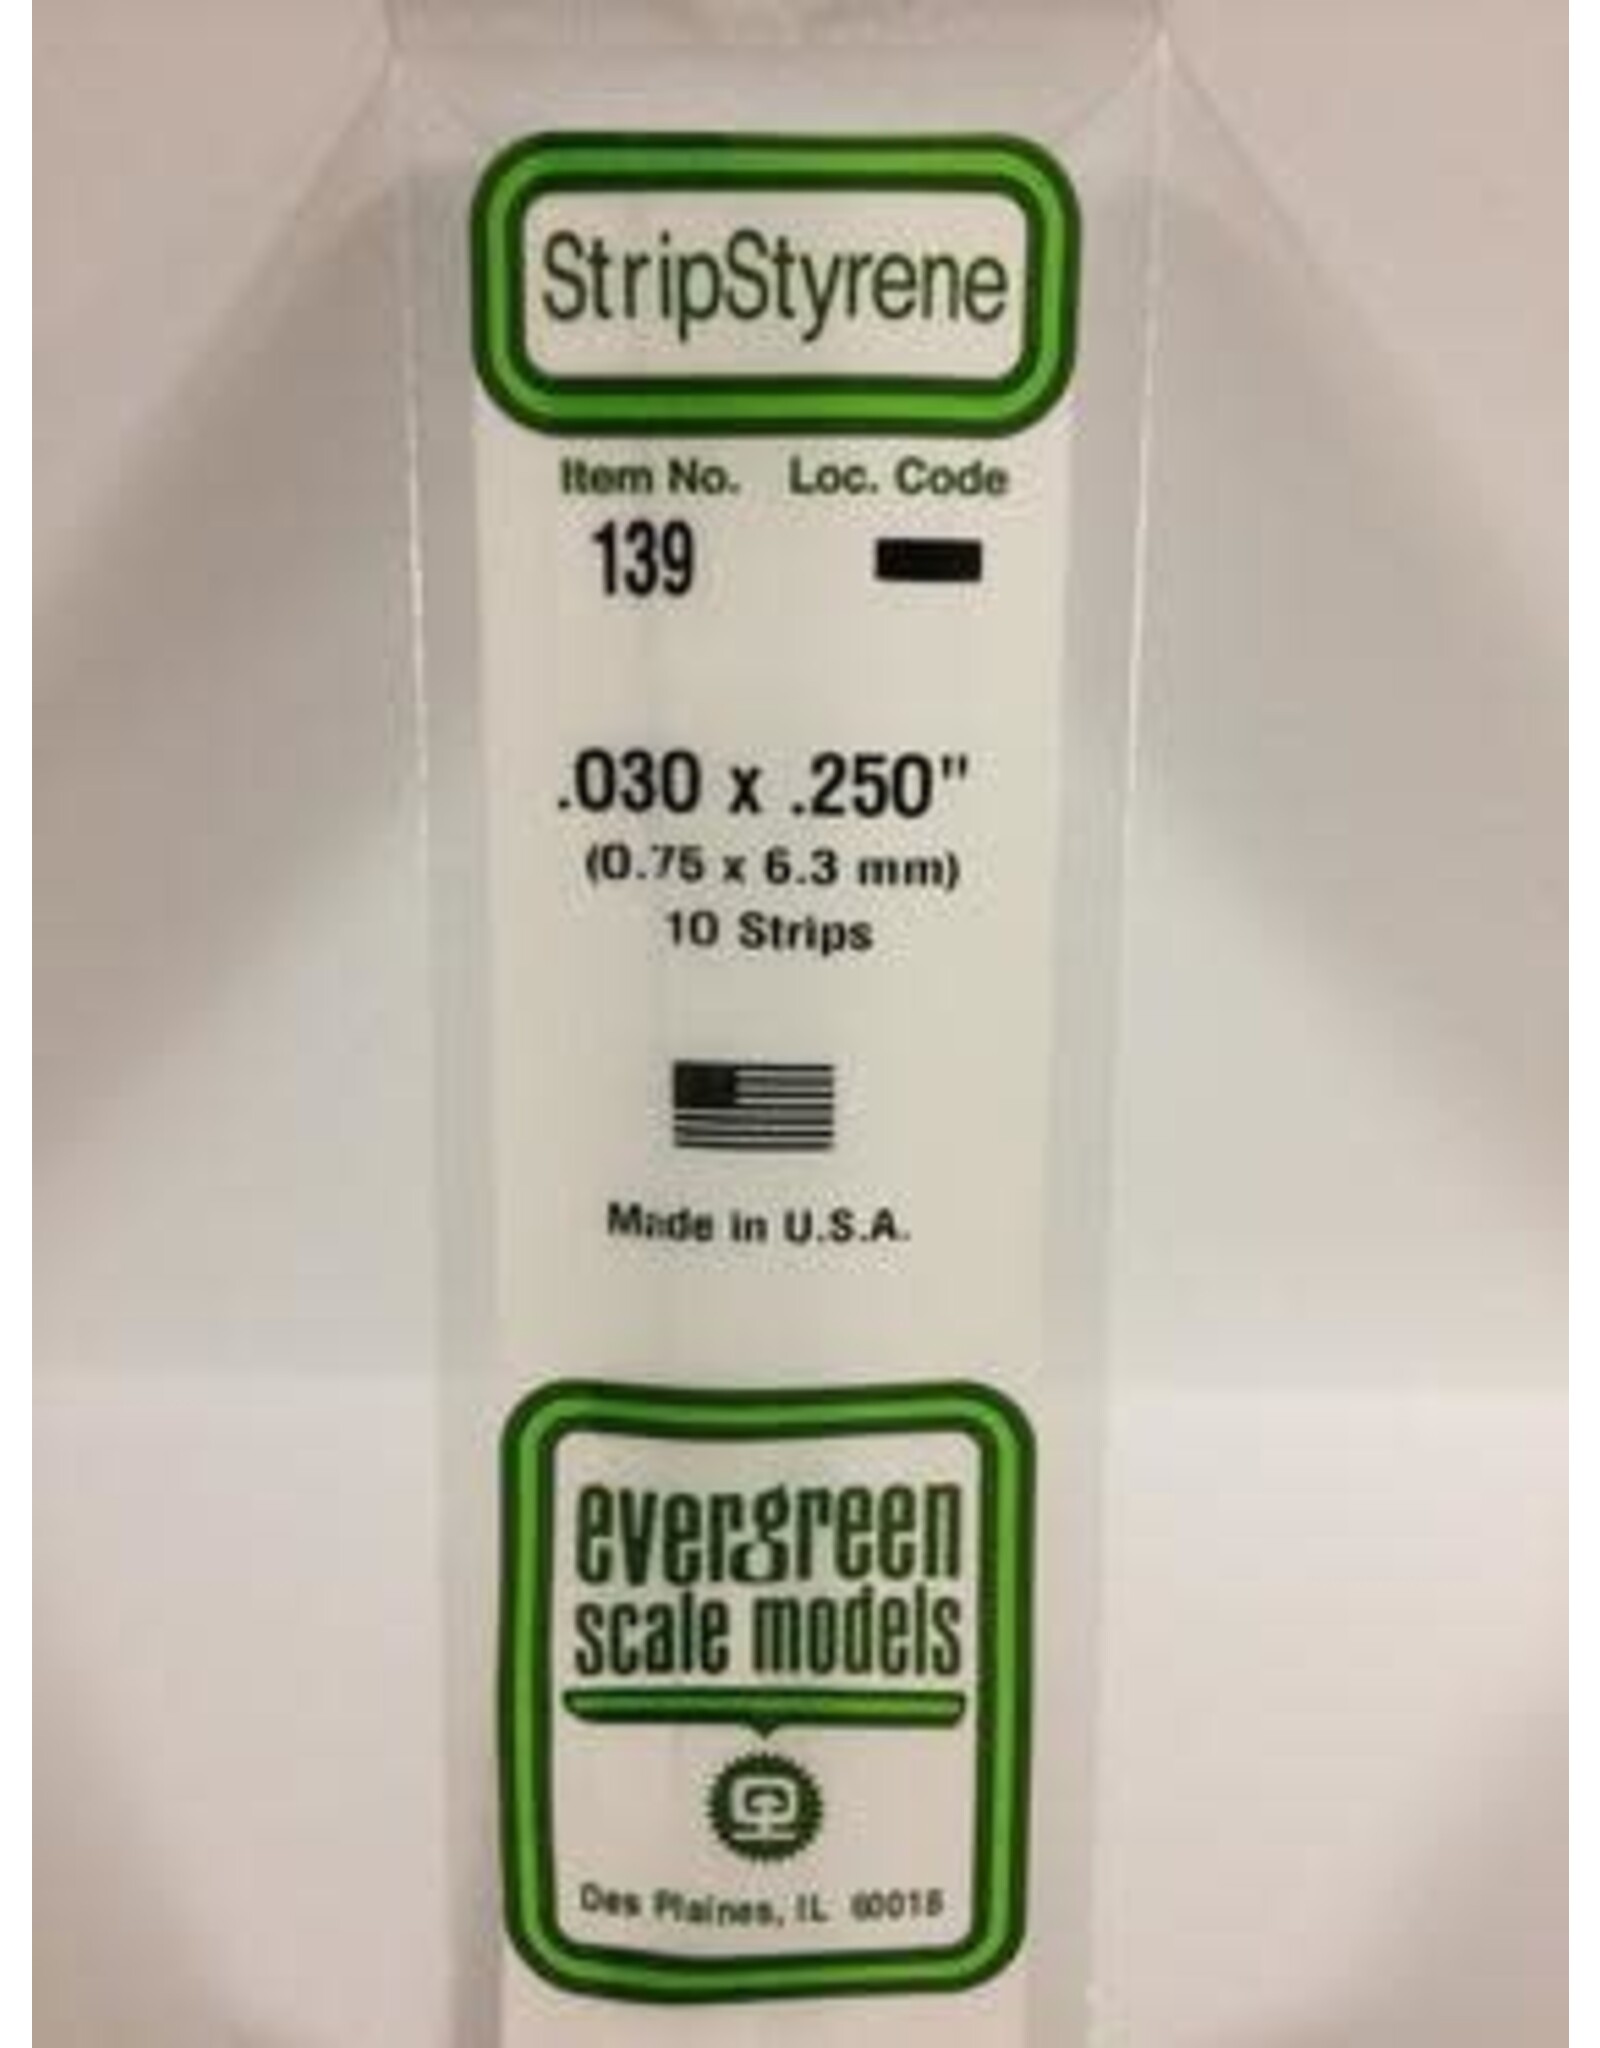 StripStyrene
Item No. Loc. Code
139
.030 x .250"
(0.75 x 6.3 mm)
10 Strips
Made in U.S.A.
evergreen
scale models
Des Plaines, IL 60018